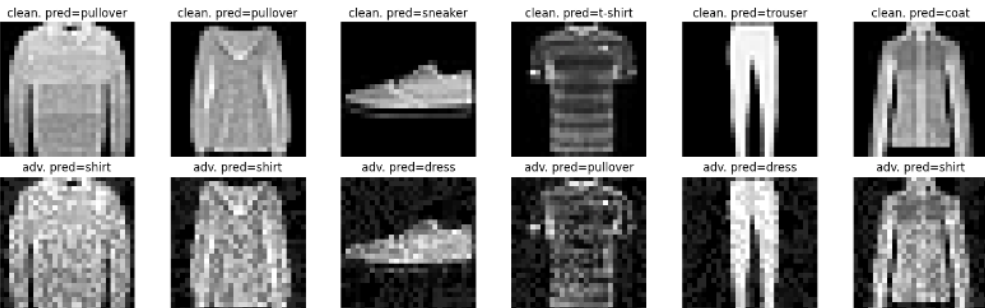 clean. pred=pullover
clean. pred=pullover
clean. pred=sneaker
clean. pred=t-shirt
clean. pred=trouser
clean. pred=coat
adv. pred=shirt
adv. pred=shirt
adv. pred=dress
adv. pred=pullover
adv. pred=dress
adv. pred=shirt